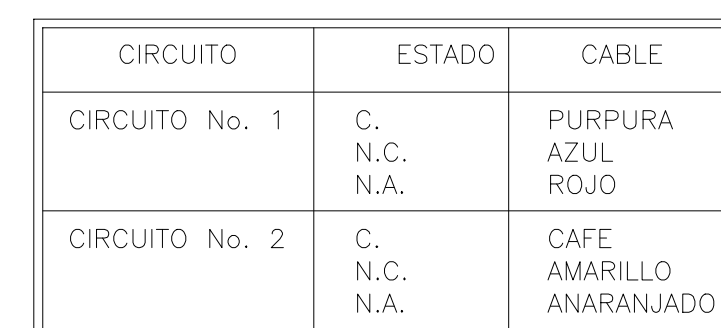 CIRCUITO ESTADO CABLE
CIRCUITO No. 1 C. PURPURA
N.C. AZUL
N.A. ROJO
CIRCUITO No. 2 C. CAFE
N.C. AMARILLO
N.A. ANARANJADO